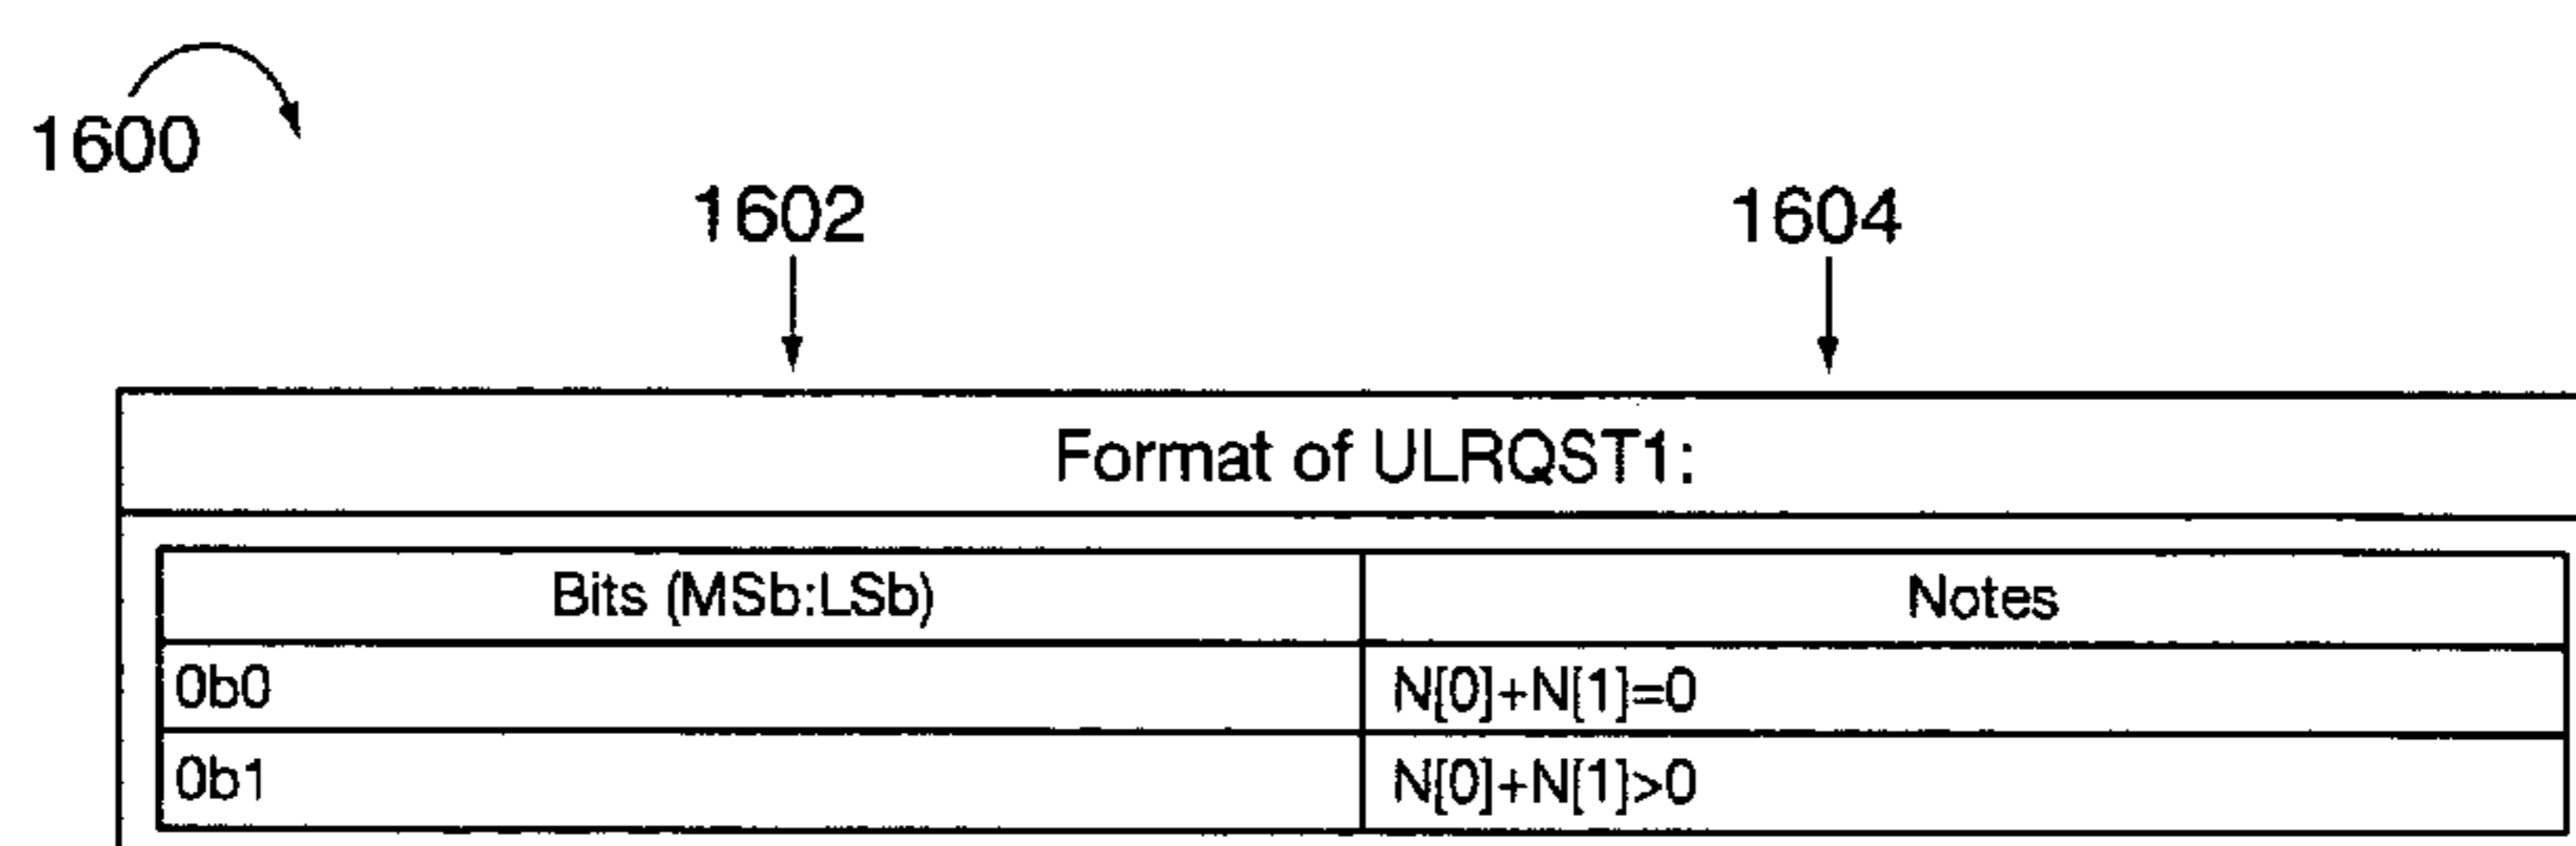 1600
1602 1604
Format of ULRQST1:
Bits (MSb:LSb) Notes
0b0 N[0]+N[1]=0
0b1 N[0]+N[1]>0